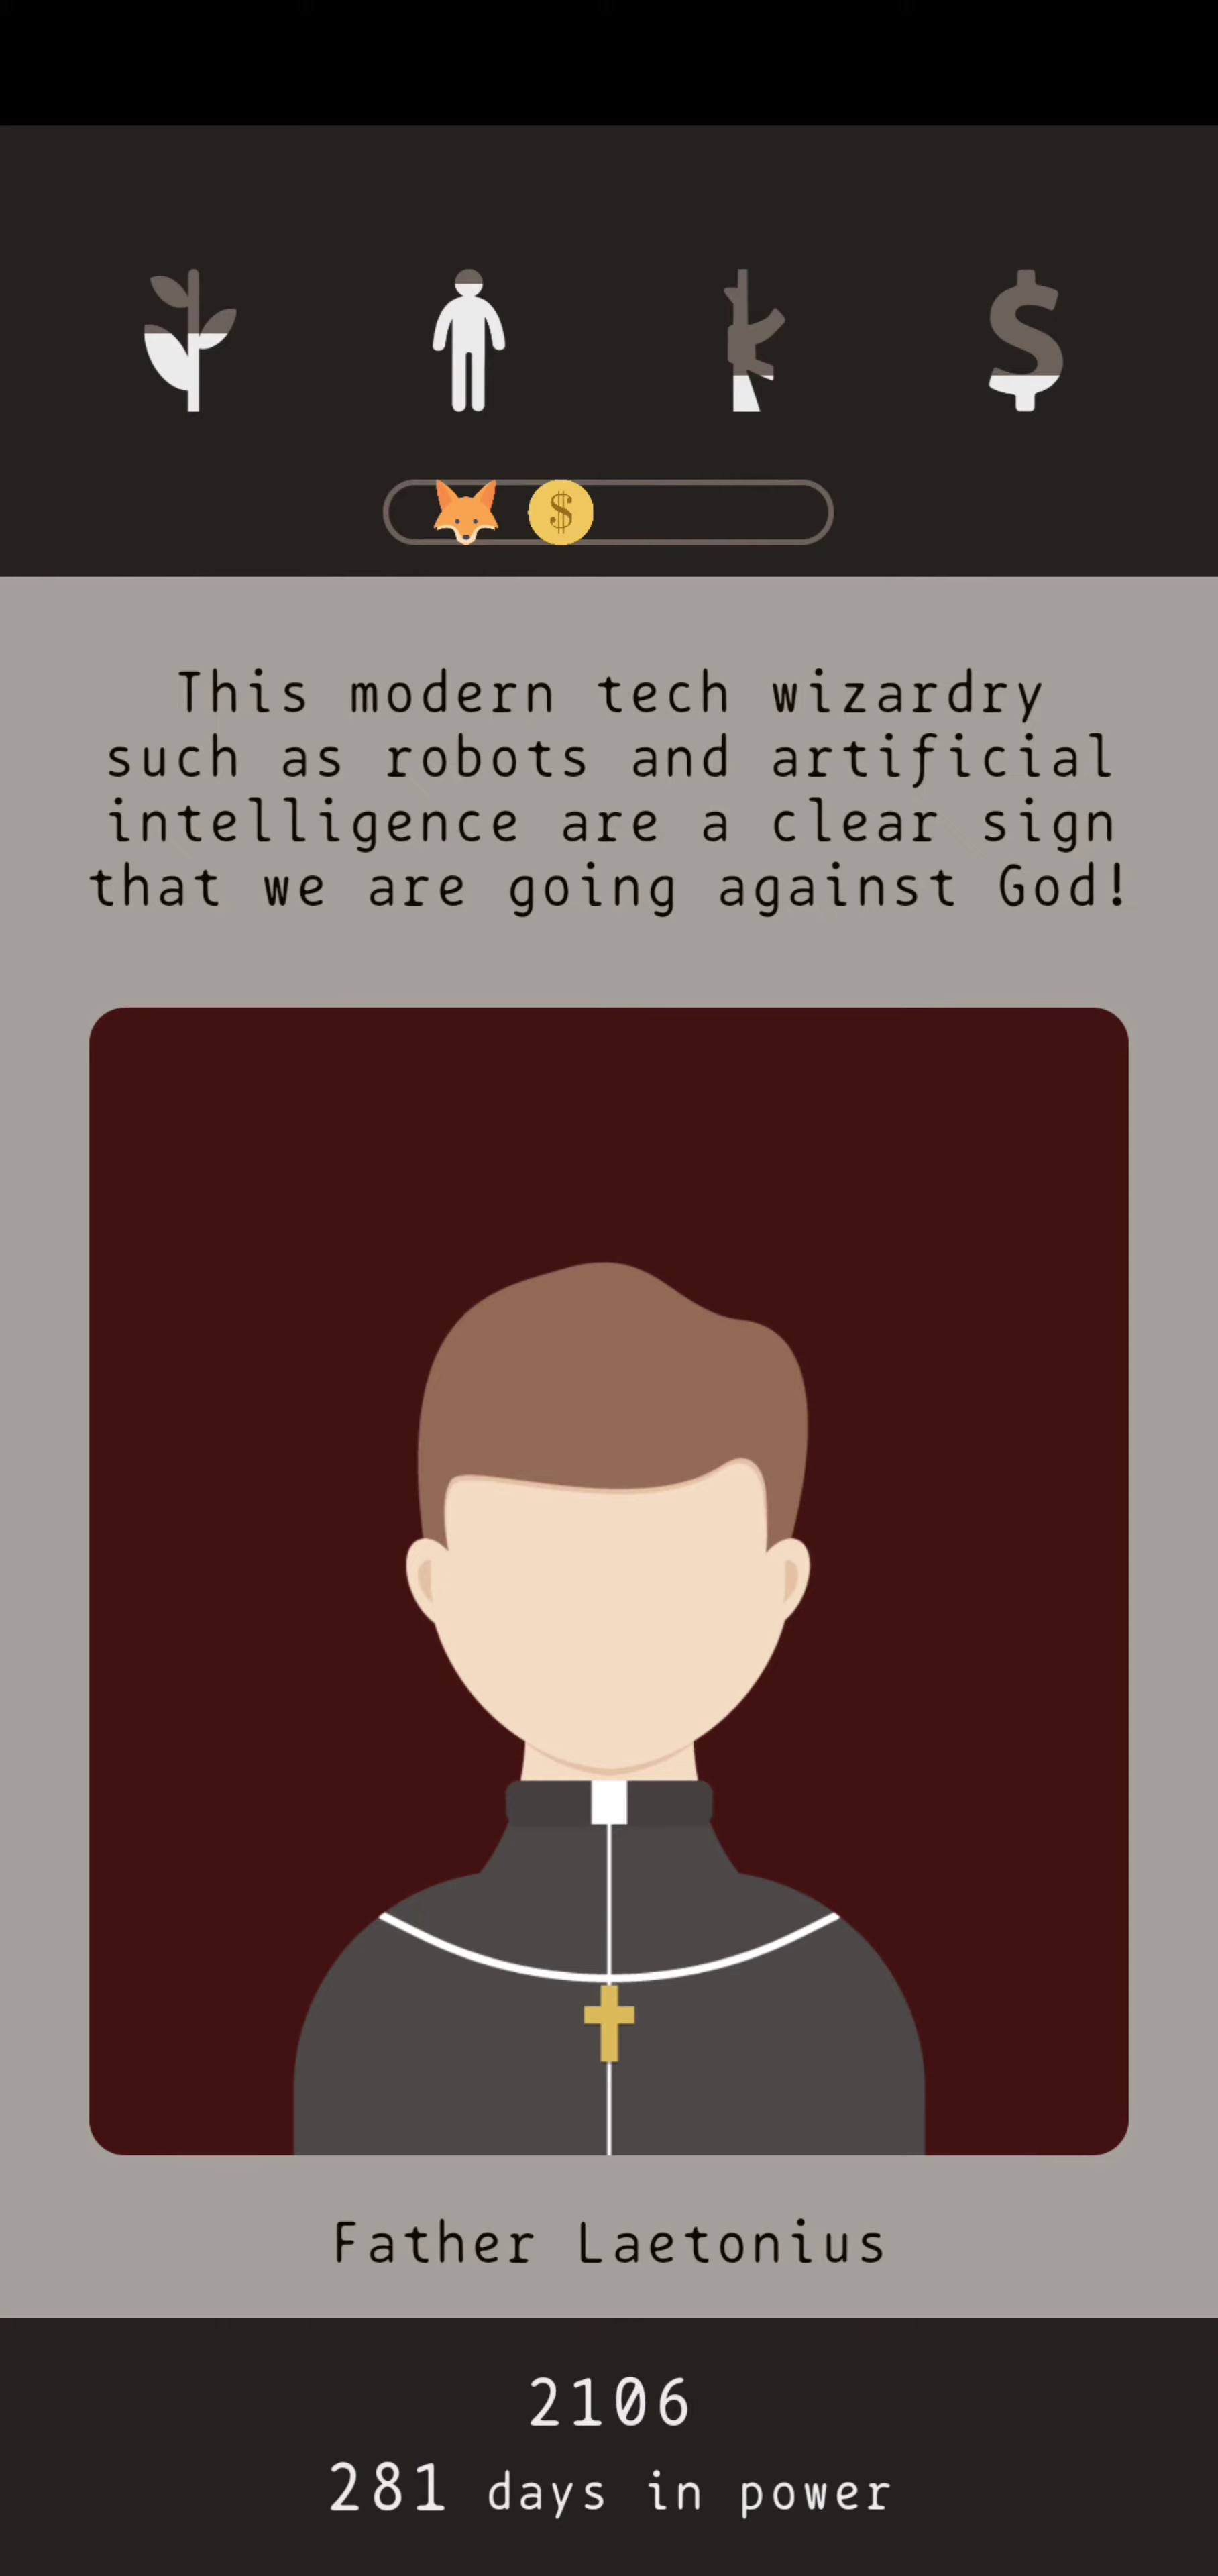 This modern tech wizardry
such as robots and artificial
intelligence are a clear sign
that we are going against God!
Father Laetonius
2106
281 days in power